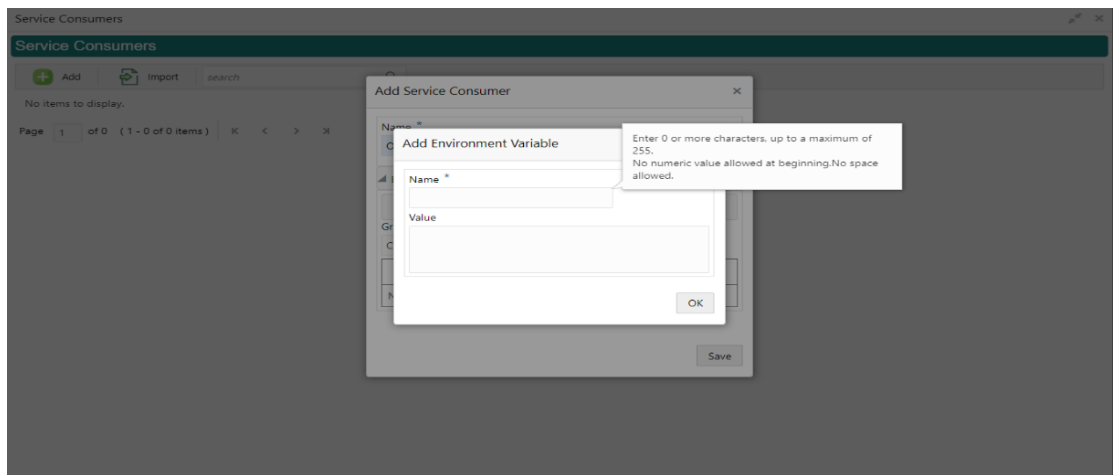 Service Consumers
Service Consumers
Add Import search
No items to display.
Page 1 of 0 ( 1 - 0 of 0 items ) K < > X
Add Service Consumer
Name *
Add Environment Variable
Enter 0 or more characters, up to a maximum of
255.
No numeric value allowed at beginning.No space
allowed.
Name *
Value
Gr
OK
Save